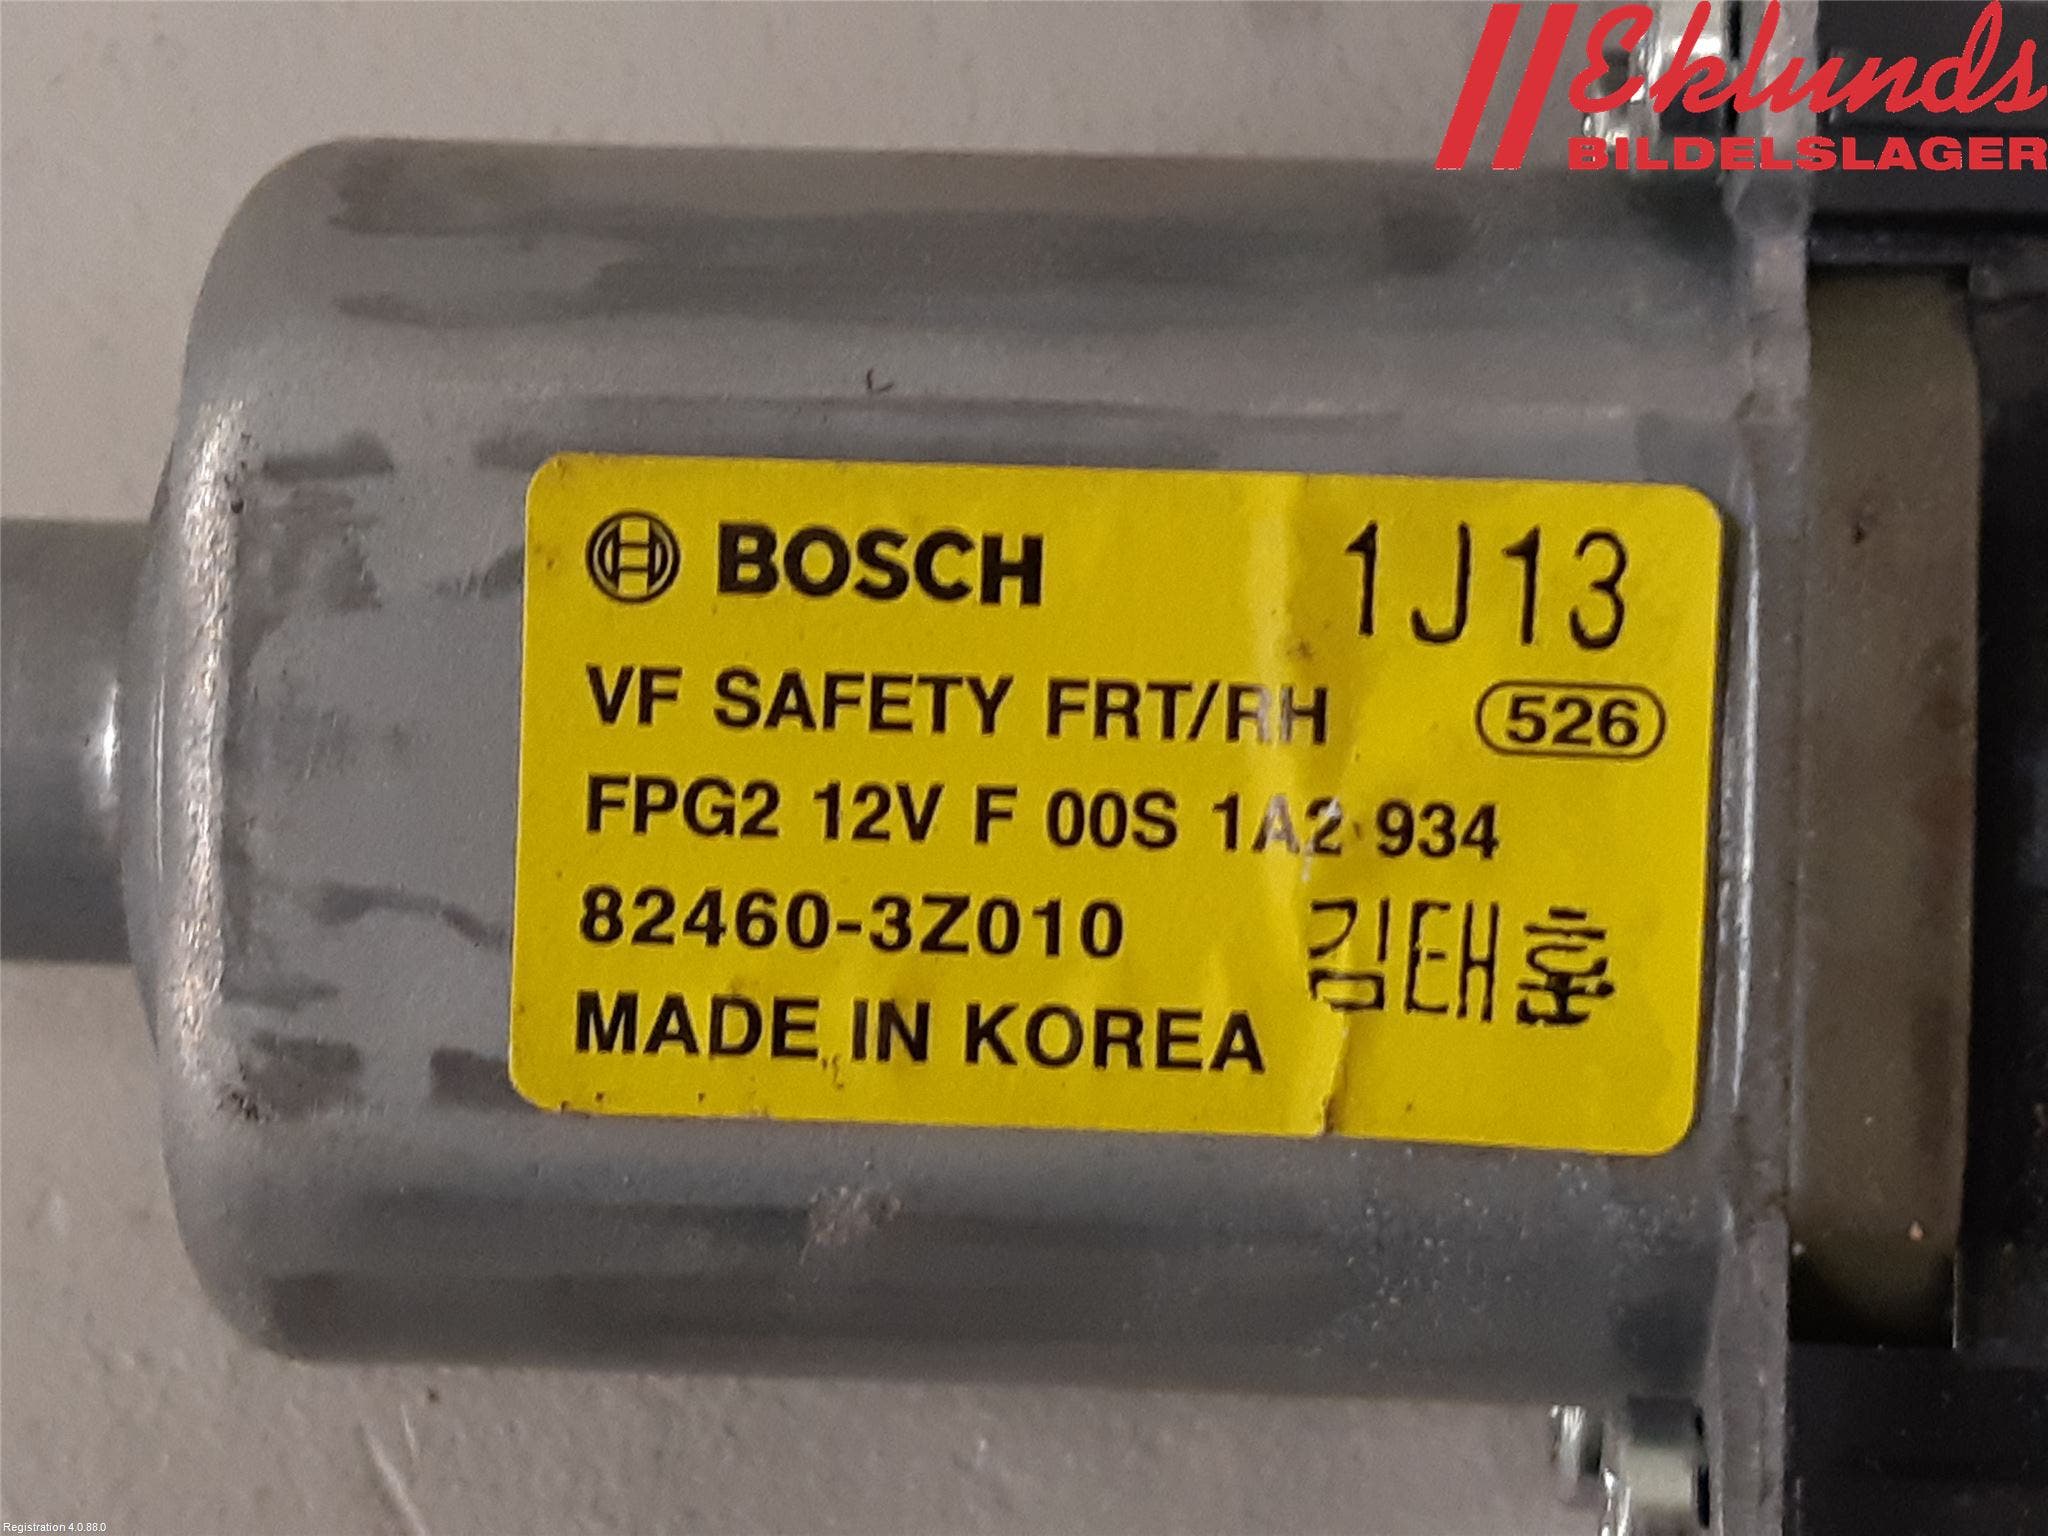 Eklunds
BILDELSLAGER
BOSCH 1J13
VF SAFETY FRT/RH 526
FPG2 12V F 00S 1A2 934
82460-3Z010 김태훈
MADE IN KOREA
Registration 4.0.88.0